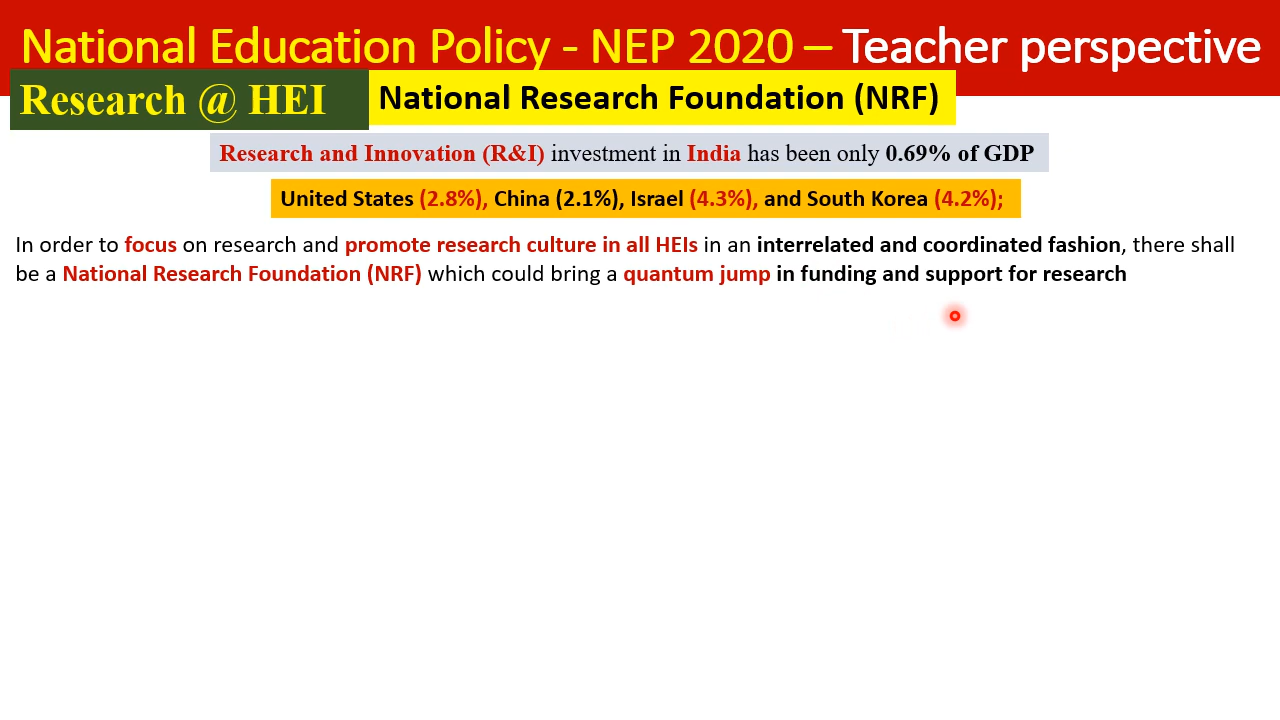 National Education Policy - NEP 2020 – Teacher perspective
Research @ HEI
National Research Foundation (NRF)
Research and Innovation (R&I) investment in India has been only 0.69% of GDP
United States (2.8%), China (2.1%), Israel (4.3%), and South Korea (4.2%);
In order to focus on research and promote research culture in all HEIs in an interrelated and coordinated fashion, there shall
be a National Research Foundation (NRF) which could bring a quantum jump in funding and support for research